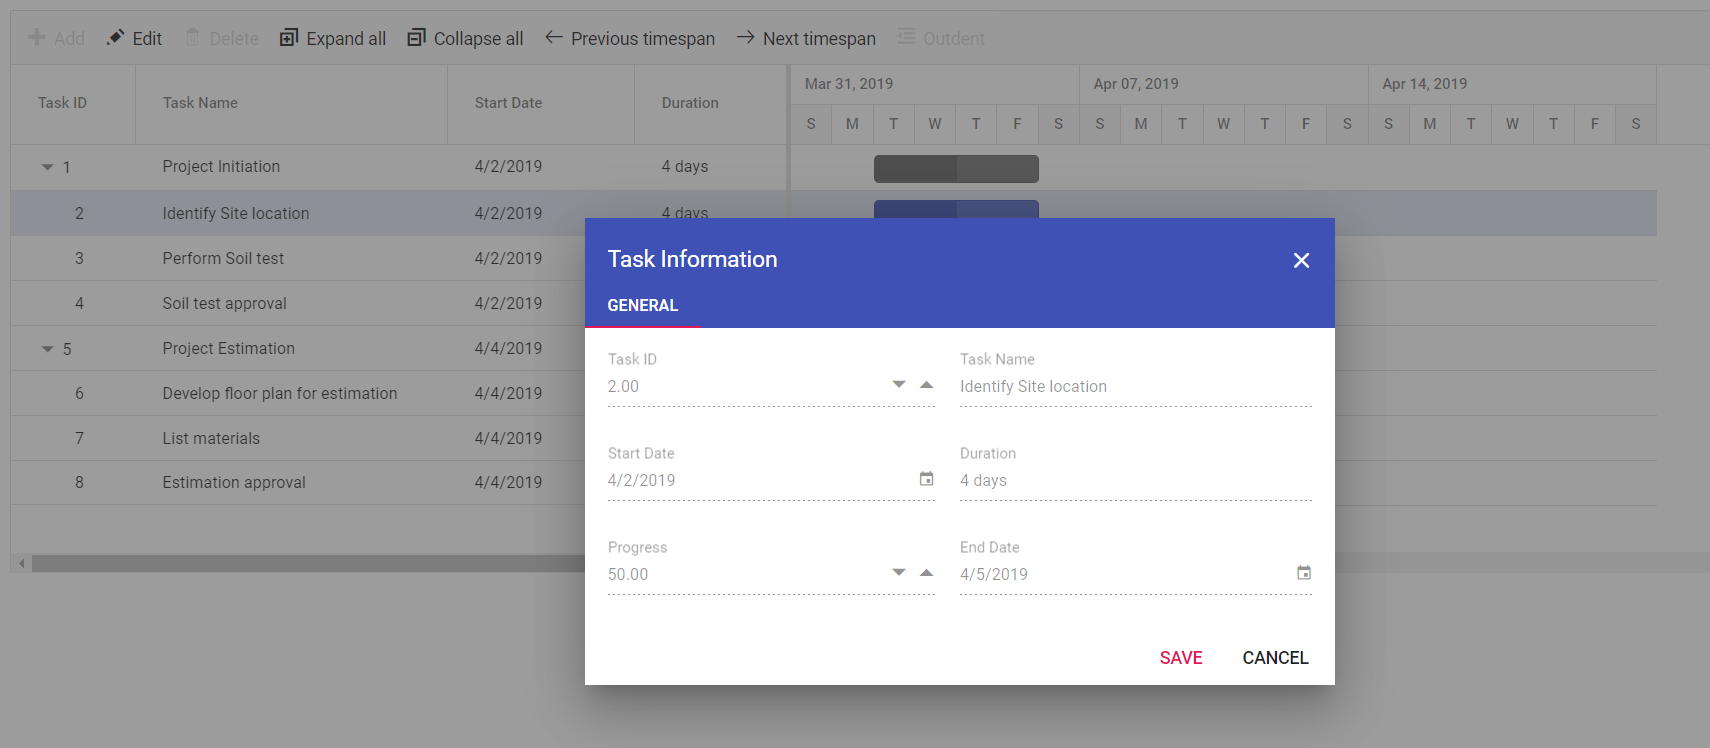 Add Edit Delete Expand all Collapse all Previous timespan Next timespan Outdent
Task ID Task Name Start Date Duration
Mar 31, 2019 Apr 07, 2019 Apr 14, 2019
S M T W T F S S M T W T F S S M T W T F S
1 Project Initiation 4/2/2019 4 days
2 Identify Site location 4/2/2019 4 days
3 Perform Soil test 4/2/2019
4 Soil test approval 4/2/2019
5 Project Estimation 4/4/2019
6 Develop floor plan for estimation 4/4/2019
7 List materials 4/4/2019
8 Estimation approval 4/4/2019
Task Information
GENERAL
Task ID Task Name
2.00 Identify Site location
Start Date Duration
4/2/2019 4 days
Progress End Date
50.00 4/5/2019
SAVE CANCEL